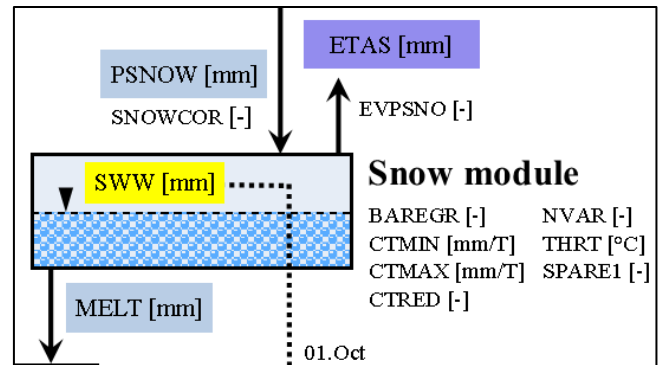 ETAS [mm]
PSNOW [mm]
SNOWCOR [-]
EVPSNO [-]
SWW [mm]
Snow module
BAREGR [-] NVAR [-]
CTMIN [mm/T] THRT [°C]
CTMAX [mm/T] SPARE1 [-]
CTRED [-]
MELT [mm]
01.Oct